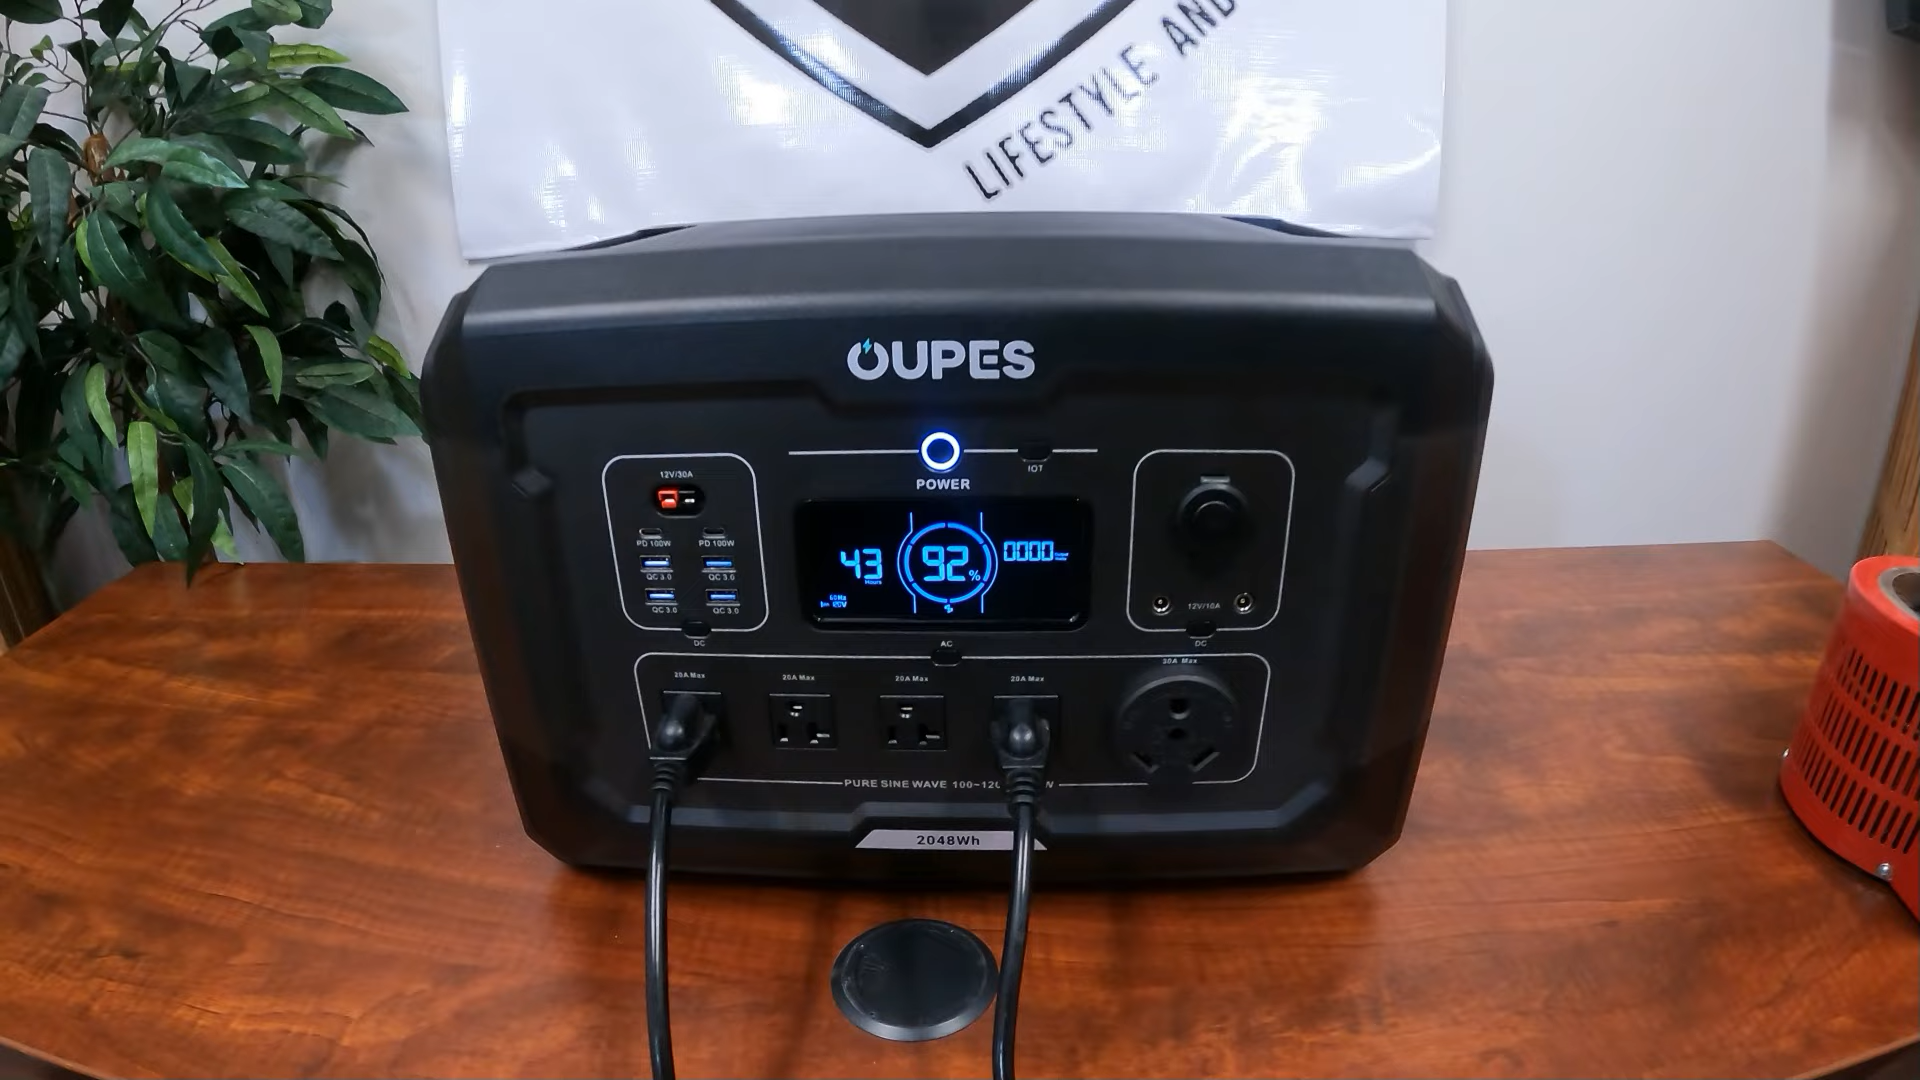 LIFESTYLE AND
OUPES
POWER
IOT
12V/30A
PD 100W
PD 100W
QC 3.0
QC 3.0
QC 3.0
QC 3.0
DC
43
Hours
92%
0000
60Hz
120V
12V/10A
DC
AC
20A Max
20A Max
20A Max
20A Max
30A Max
PURE SINE WAVE 100~120
2048Wh